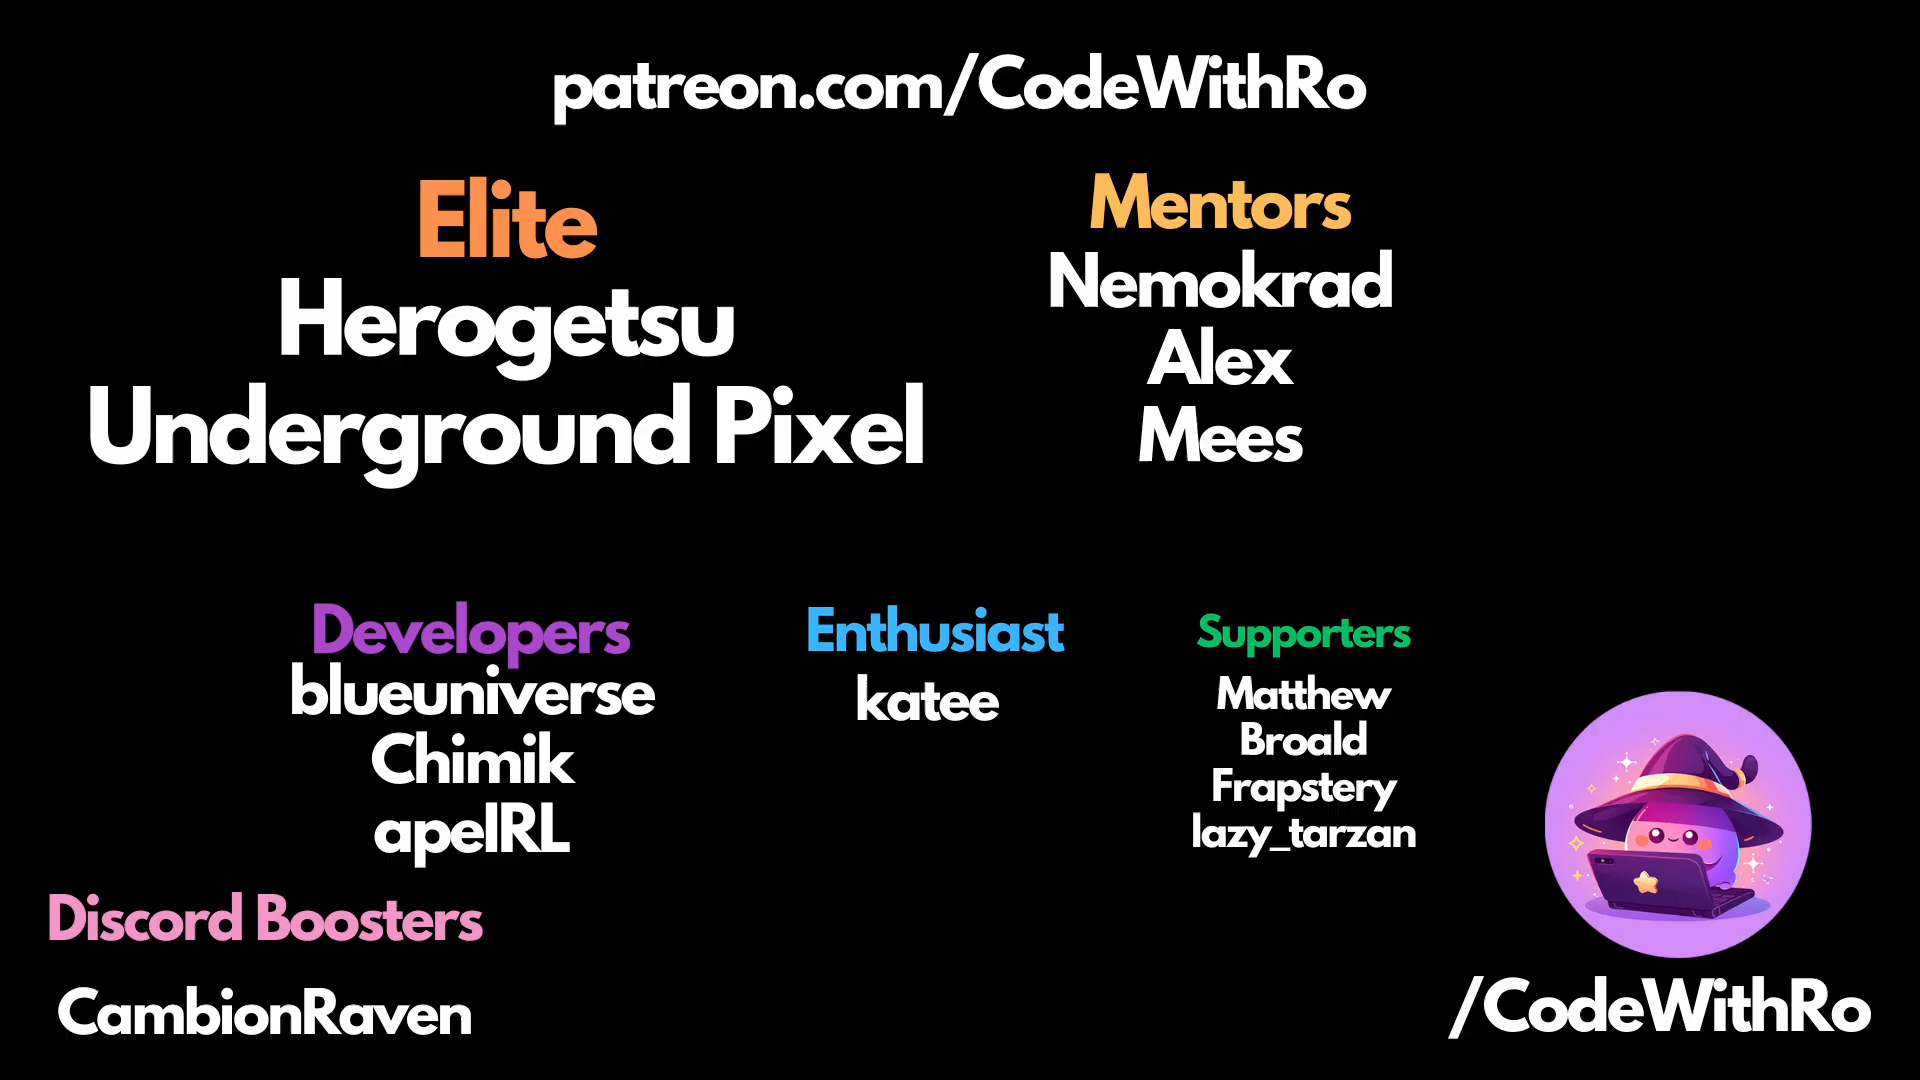 patreon.com/CodeWithRo
Elite
Herogetsu
Underground Pixel
Mentors
Nemokrad
Alex
Mees
Developers
blueuniverse
Chimik
apeIRL
Enthusiast
katee
Supporters
Matthew
Broald
Frapstery
lazy_tarzan
Discord Boosters
CambionRaven
/CodeWithRo